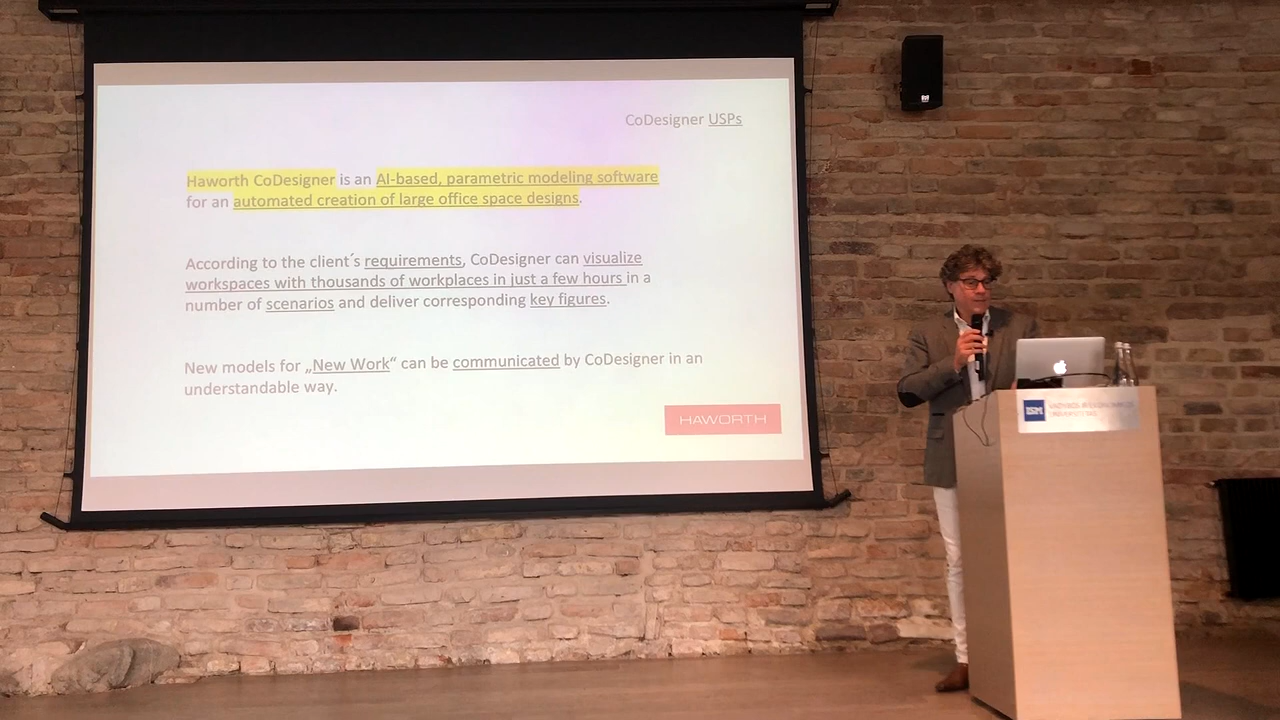 CoDesigner USPs
Haworth CoDesigner is an AI-based, parametric modeling software
for an automated creation of large office space designs.
According to the client´s requirements, CoDesigner can visualize
workspaces with thousands of workplaces in just a few hours in a
number of scenarios and deliver corresponding key figures.
New models for „New Work“ can be communicated by CoDesigner in an
understandable way.
HAWORTH
ISM